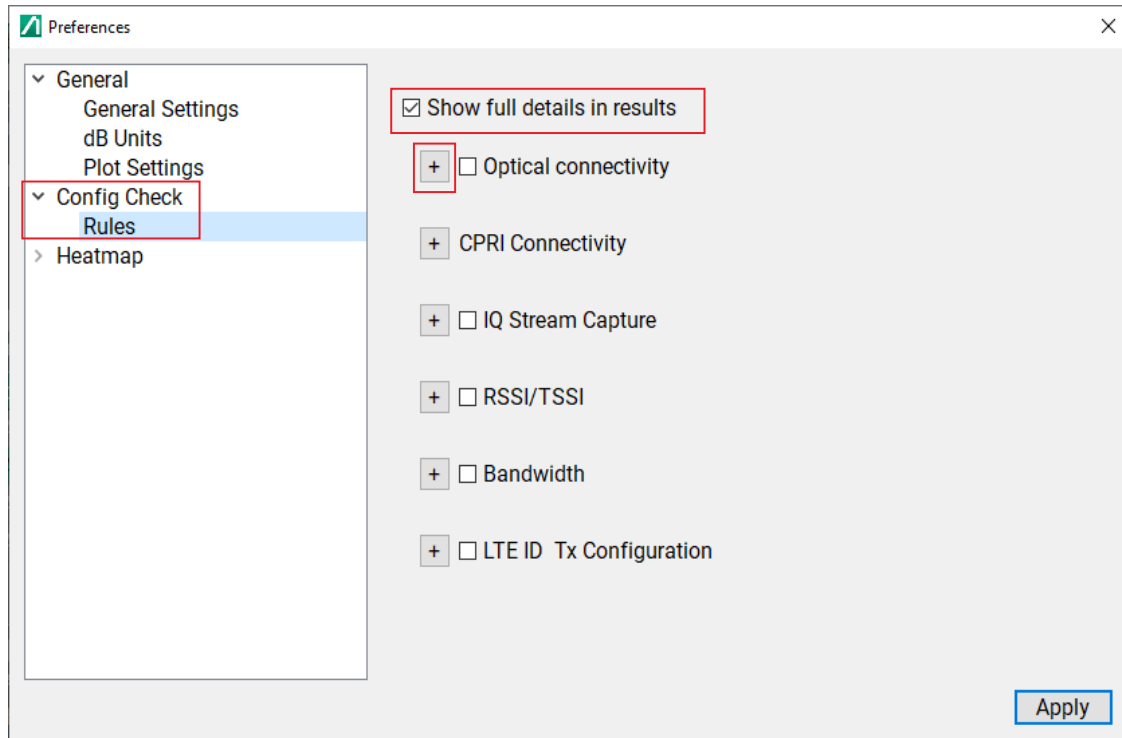 Preferences
General
General Settings
dB Units
Plot Settings
Config Check
Rules
Heatmap
Show full details in results
+ Optical connectivity
+ CPRI Connectivity
+ IQ Stream Capture
+ RSSI/TSSI
+ Bandwidth
+ LTE ID  Tx Configuration
Apply